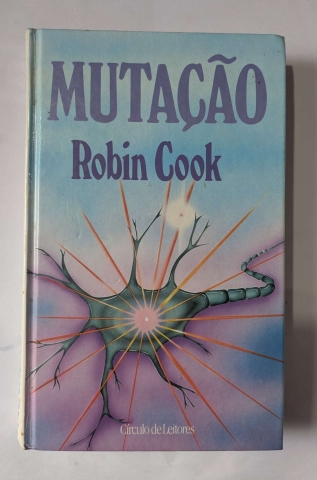 MUTAÇÃO
Robin Cook
Círculo de Leitores